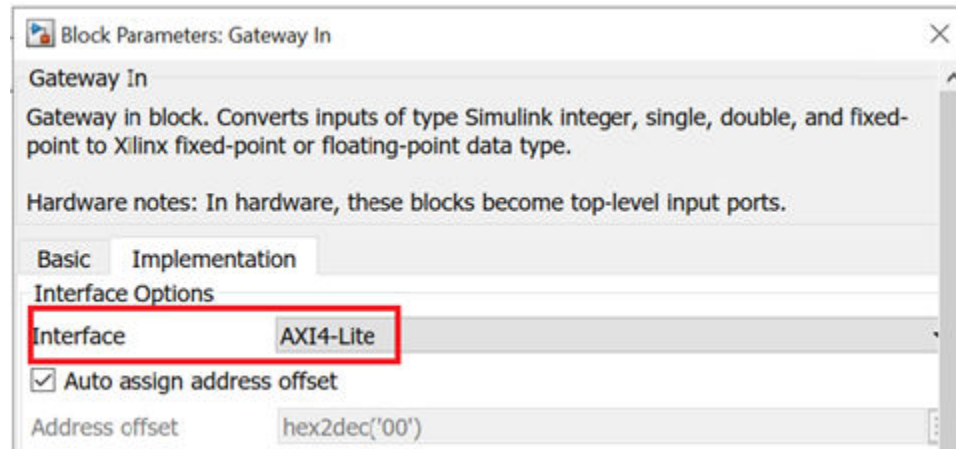 Block Parameters: Gateway In
Gateway In
Gateway in block. Converts inputs of type Simulink integer, single, double, and fixed-
point to Xilinx fixed-point or floating-point data type.
Hardware notes: In hardware, these blocks become top-level input ports.
Basic Implementation
Interface Options
Interface AXI4-Lite
Auto assign address offset
Address offset hex2dec('00')